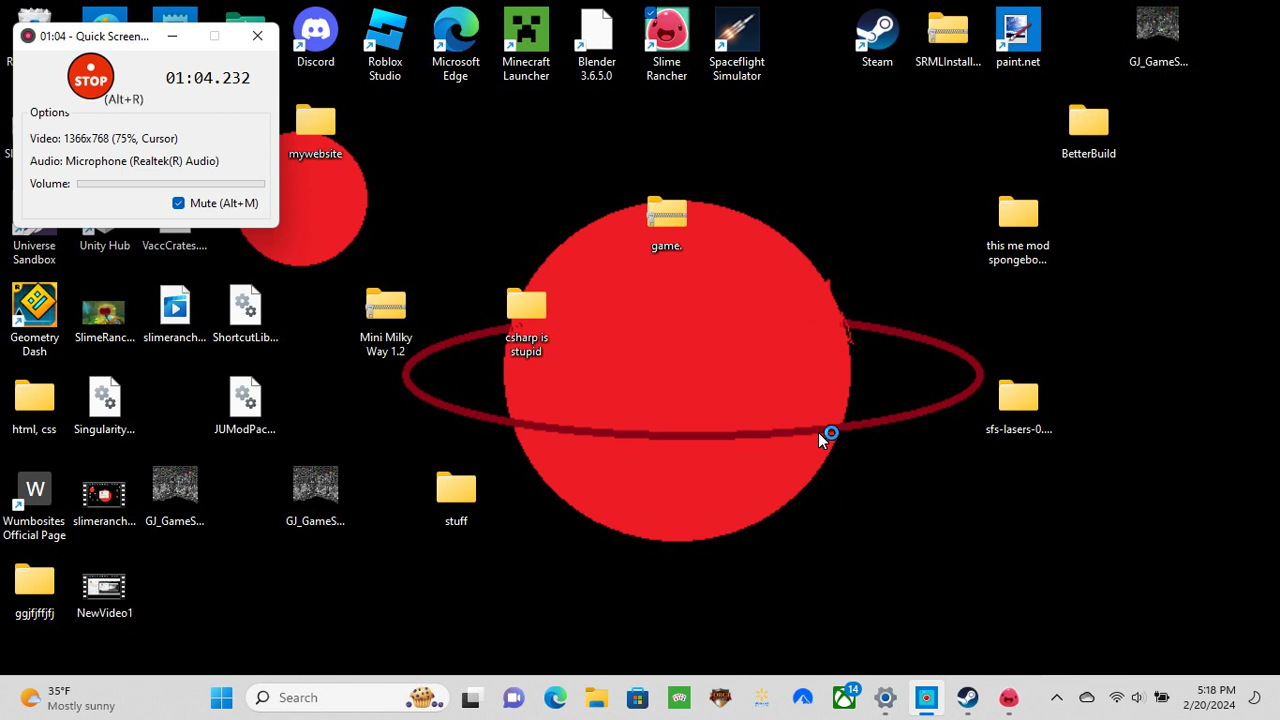 01:04 - Quick Screen...
STOP
01:04.232
(Alt+R)
Options
Video: 1366x768 (75%, Cursor)
Audio: Microphone (Realtek(R) Audio)
Volume:
Mute (Alt+M)
Discord
Roblox
Studio
Microsoft
Edge
Minecraft
Launcher
Blender
3.6.5.0
Slime
Rancher
Spaceflight
Simulator
Steam
SRMLInstall...
paint.net
GJ_GameS...
mywebsite
BetterBuild
Universe
Sandbox
Unity Hub
VaccCrates....
game.
this me mod
spongebo...
Geometry
Dash
SlimeRanc...
slimeranch...
ShortcutLib...
Mini Milky
Way 1.2
csharp is
stupid
html, css
Singularity...
JUModPac...
sfs-lasers-0....
W
Wumbosites
Official Page
slimeranch...
GJ_GameS...
GJ_GameS...
stuff
ggjfjffjfj
NewVideo1
35°F
Mostly sunny
Search
14
5:18 PM
2/20/2024